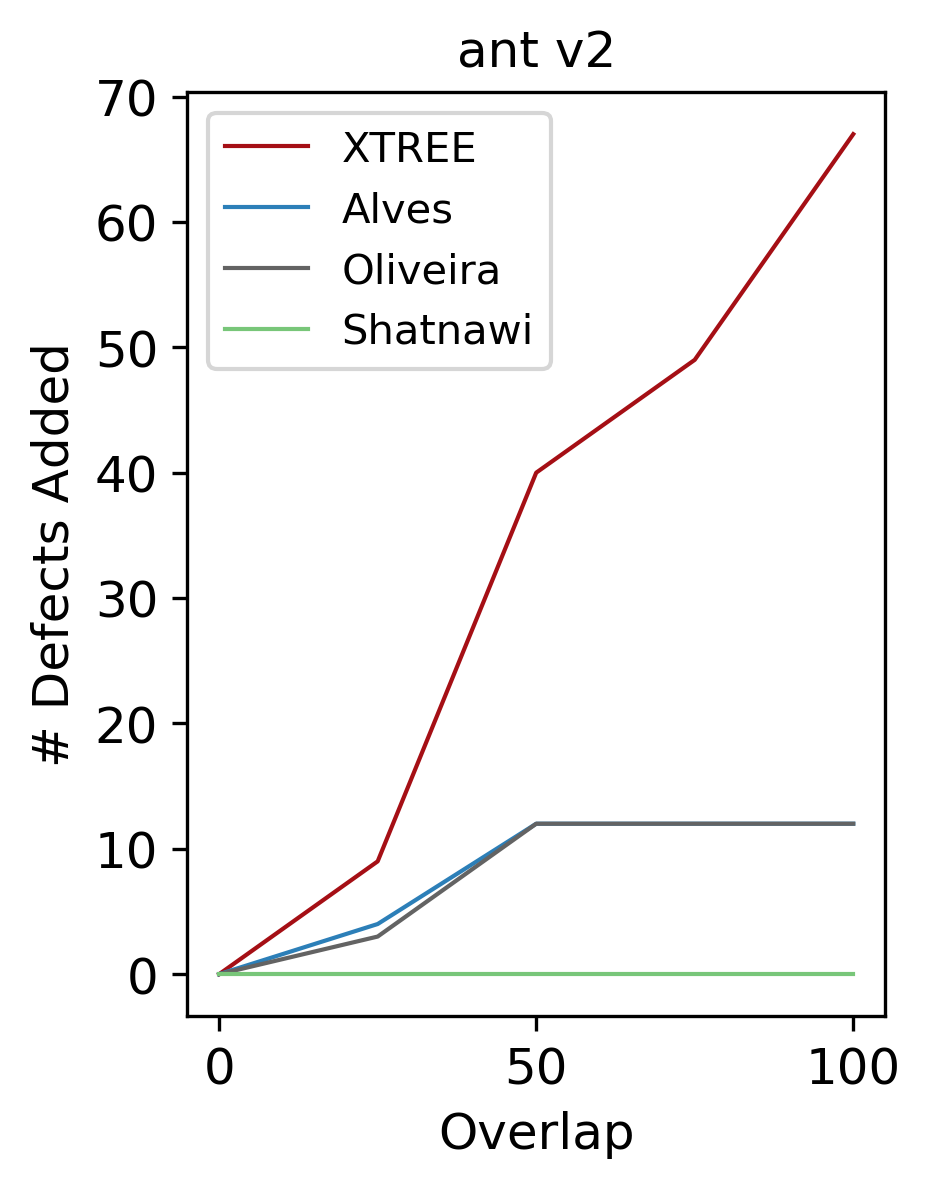 ant v2
70
60
50
40
30
20
10
0
# Defects Added
XTREE
Alves
Oliveira
Shatnawi
0 50 100
Overlap